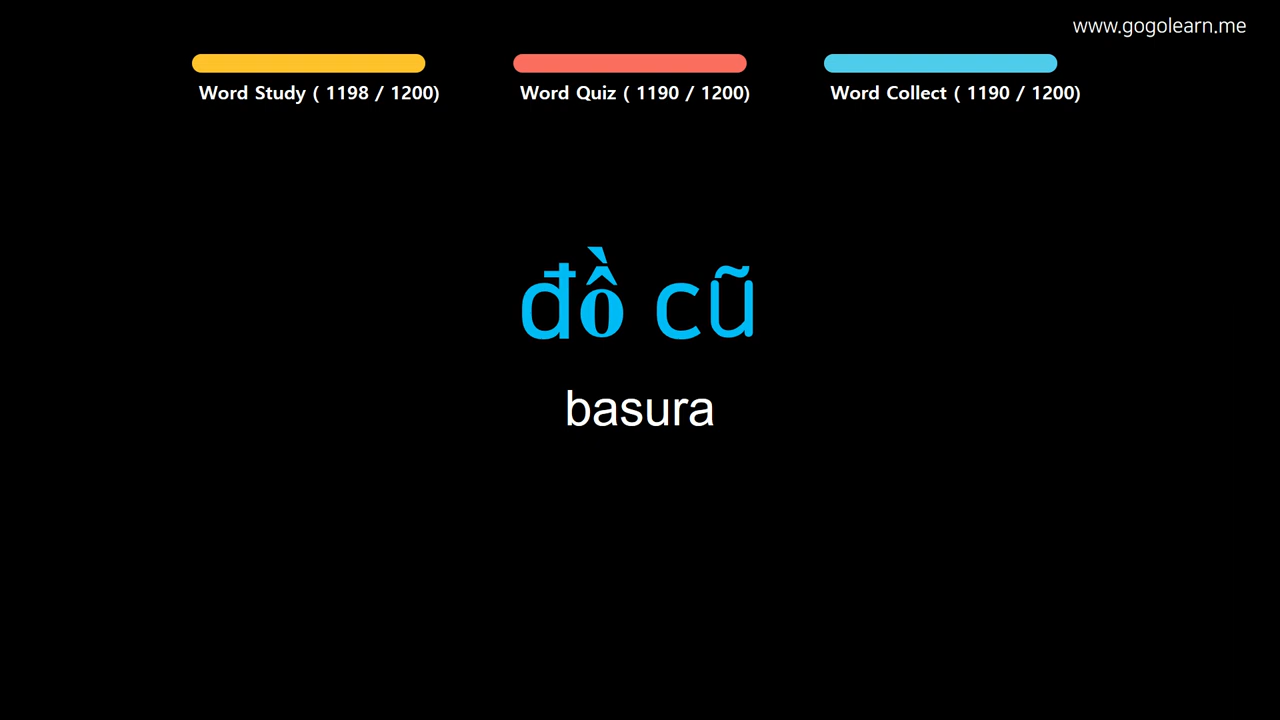 www.gogolearn.me
Word Study ( 1198 / 1200)
Word Quiz ( 1190 / 1200)
Word Collect ( 1190 / 1200)
đồ cũ
basura